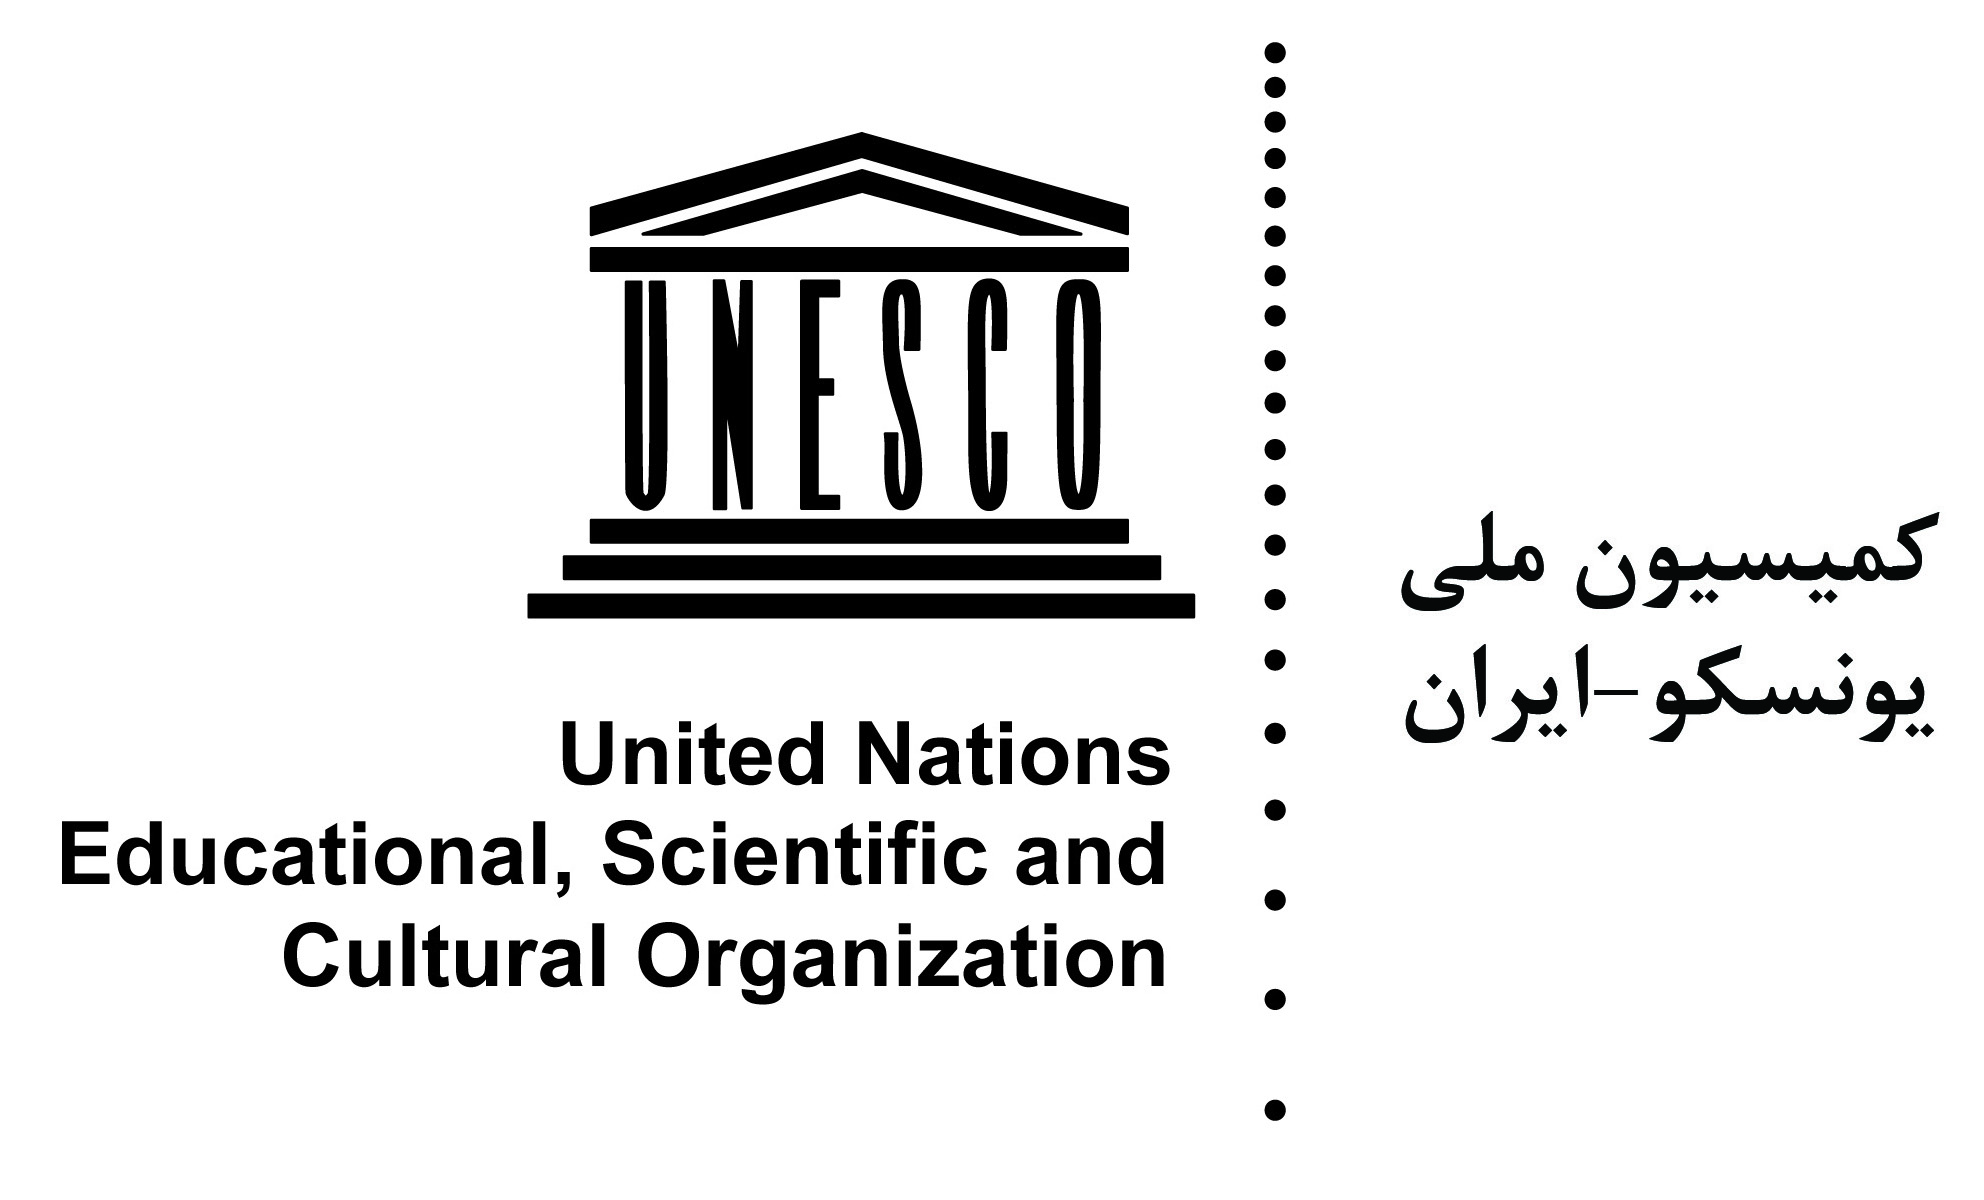 UNESCO
United Nations
Educational, Scientific and
Cultural Organization
کمیسیون ملی
یونسکو-ایران